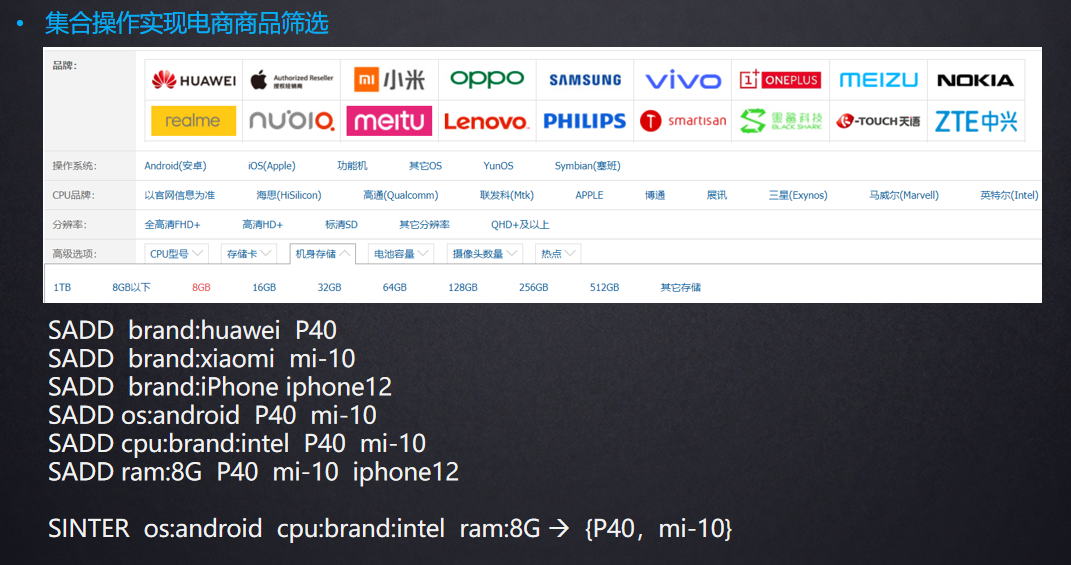 • 集合操作实现电商商品筛选
品牌:
HUAWEI Authorized Reseller 授权经销商 mi 小米 oppo SAMSUNG vivo 1+ ONEPLUS MEIZU NOKIA
realme nubia meitu Lenovo PHILIPS T smartisan 黑鲨科技 BLACK SHARK K-TOUCH天语 ZTE中兴
操作系统: Android(安卓) iOS(Apple) 功能机 其它OS YunOS Symbian(塞班)
CPU品牌: 以官网信息为准 海思(HiSilicon) 高通(Qualcomm) 联发科(Mtk) APPLE 博通 展讯 三星(Exynos) 马威尔(Marvell) 英特尔(Intel)
分辨率: 全高清FHD+ 高清HD+ 标清SD 其它分辨率 QHD+及以上
高级选项: CPU型号 存储卡 机身存储 电池容量 摄像头数量 热点
1TB 8GB以下 8GB 16GB 32GB 64GB 128GB 256GB 512GB 其它存储
SADD brand:huawei P40
SADD brand:xiaomi mi-10
SADD brand:iPhone iphone12
SADD os:android P40 mi-10
SADD cpu:brand:intel P40 mi-10
SADD ram:8G P40 mi-10 iphone12
SINTER os:android cpu:brand:intel ram:8G → {P40，mi-10}